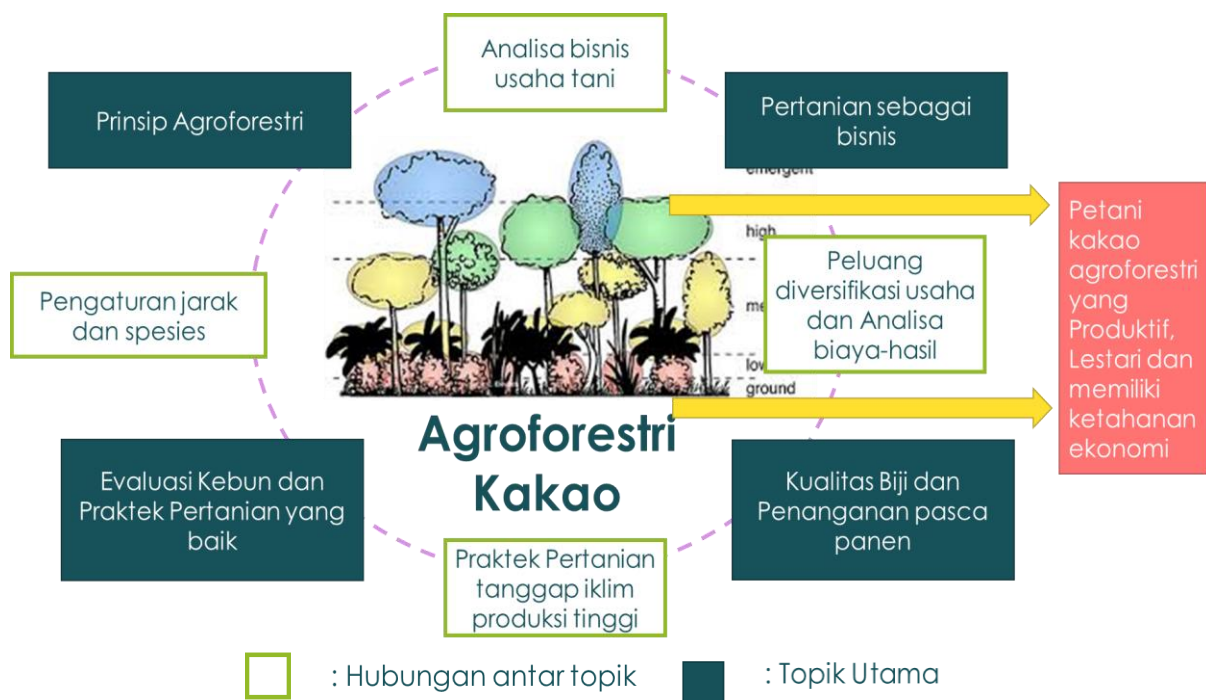 Analisa bisnis
usaha tani
Prinsip Agroforestri
Pertanian sebagai
bisnis
emergent
high
Pengaturan jarak
dan spesies
Peluang
diversifikasi usaha
dan Analisa
biaya-hasil
ground
Petani
kakao
agroforestri
yang
Produktif,
Lestari dan
memiliki
ketahanan
ekonomi
Agroforestri
Kakao
Evaluasi Kebun dan
Praktek Pertanian yang
baik
Kualitas Biji dan
Penanganan pasca
panen
Praktek Pertanian
tanggap iklim
produksi tinggi
: Hubungan antar topik
: Topik Utama